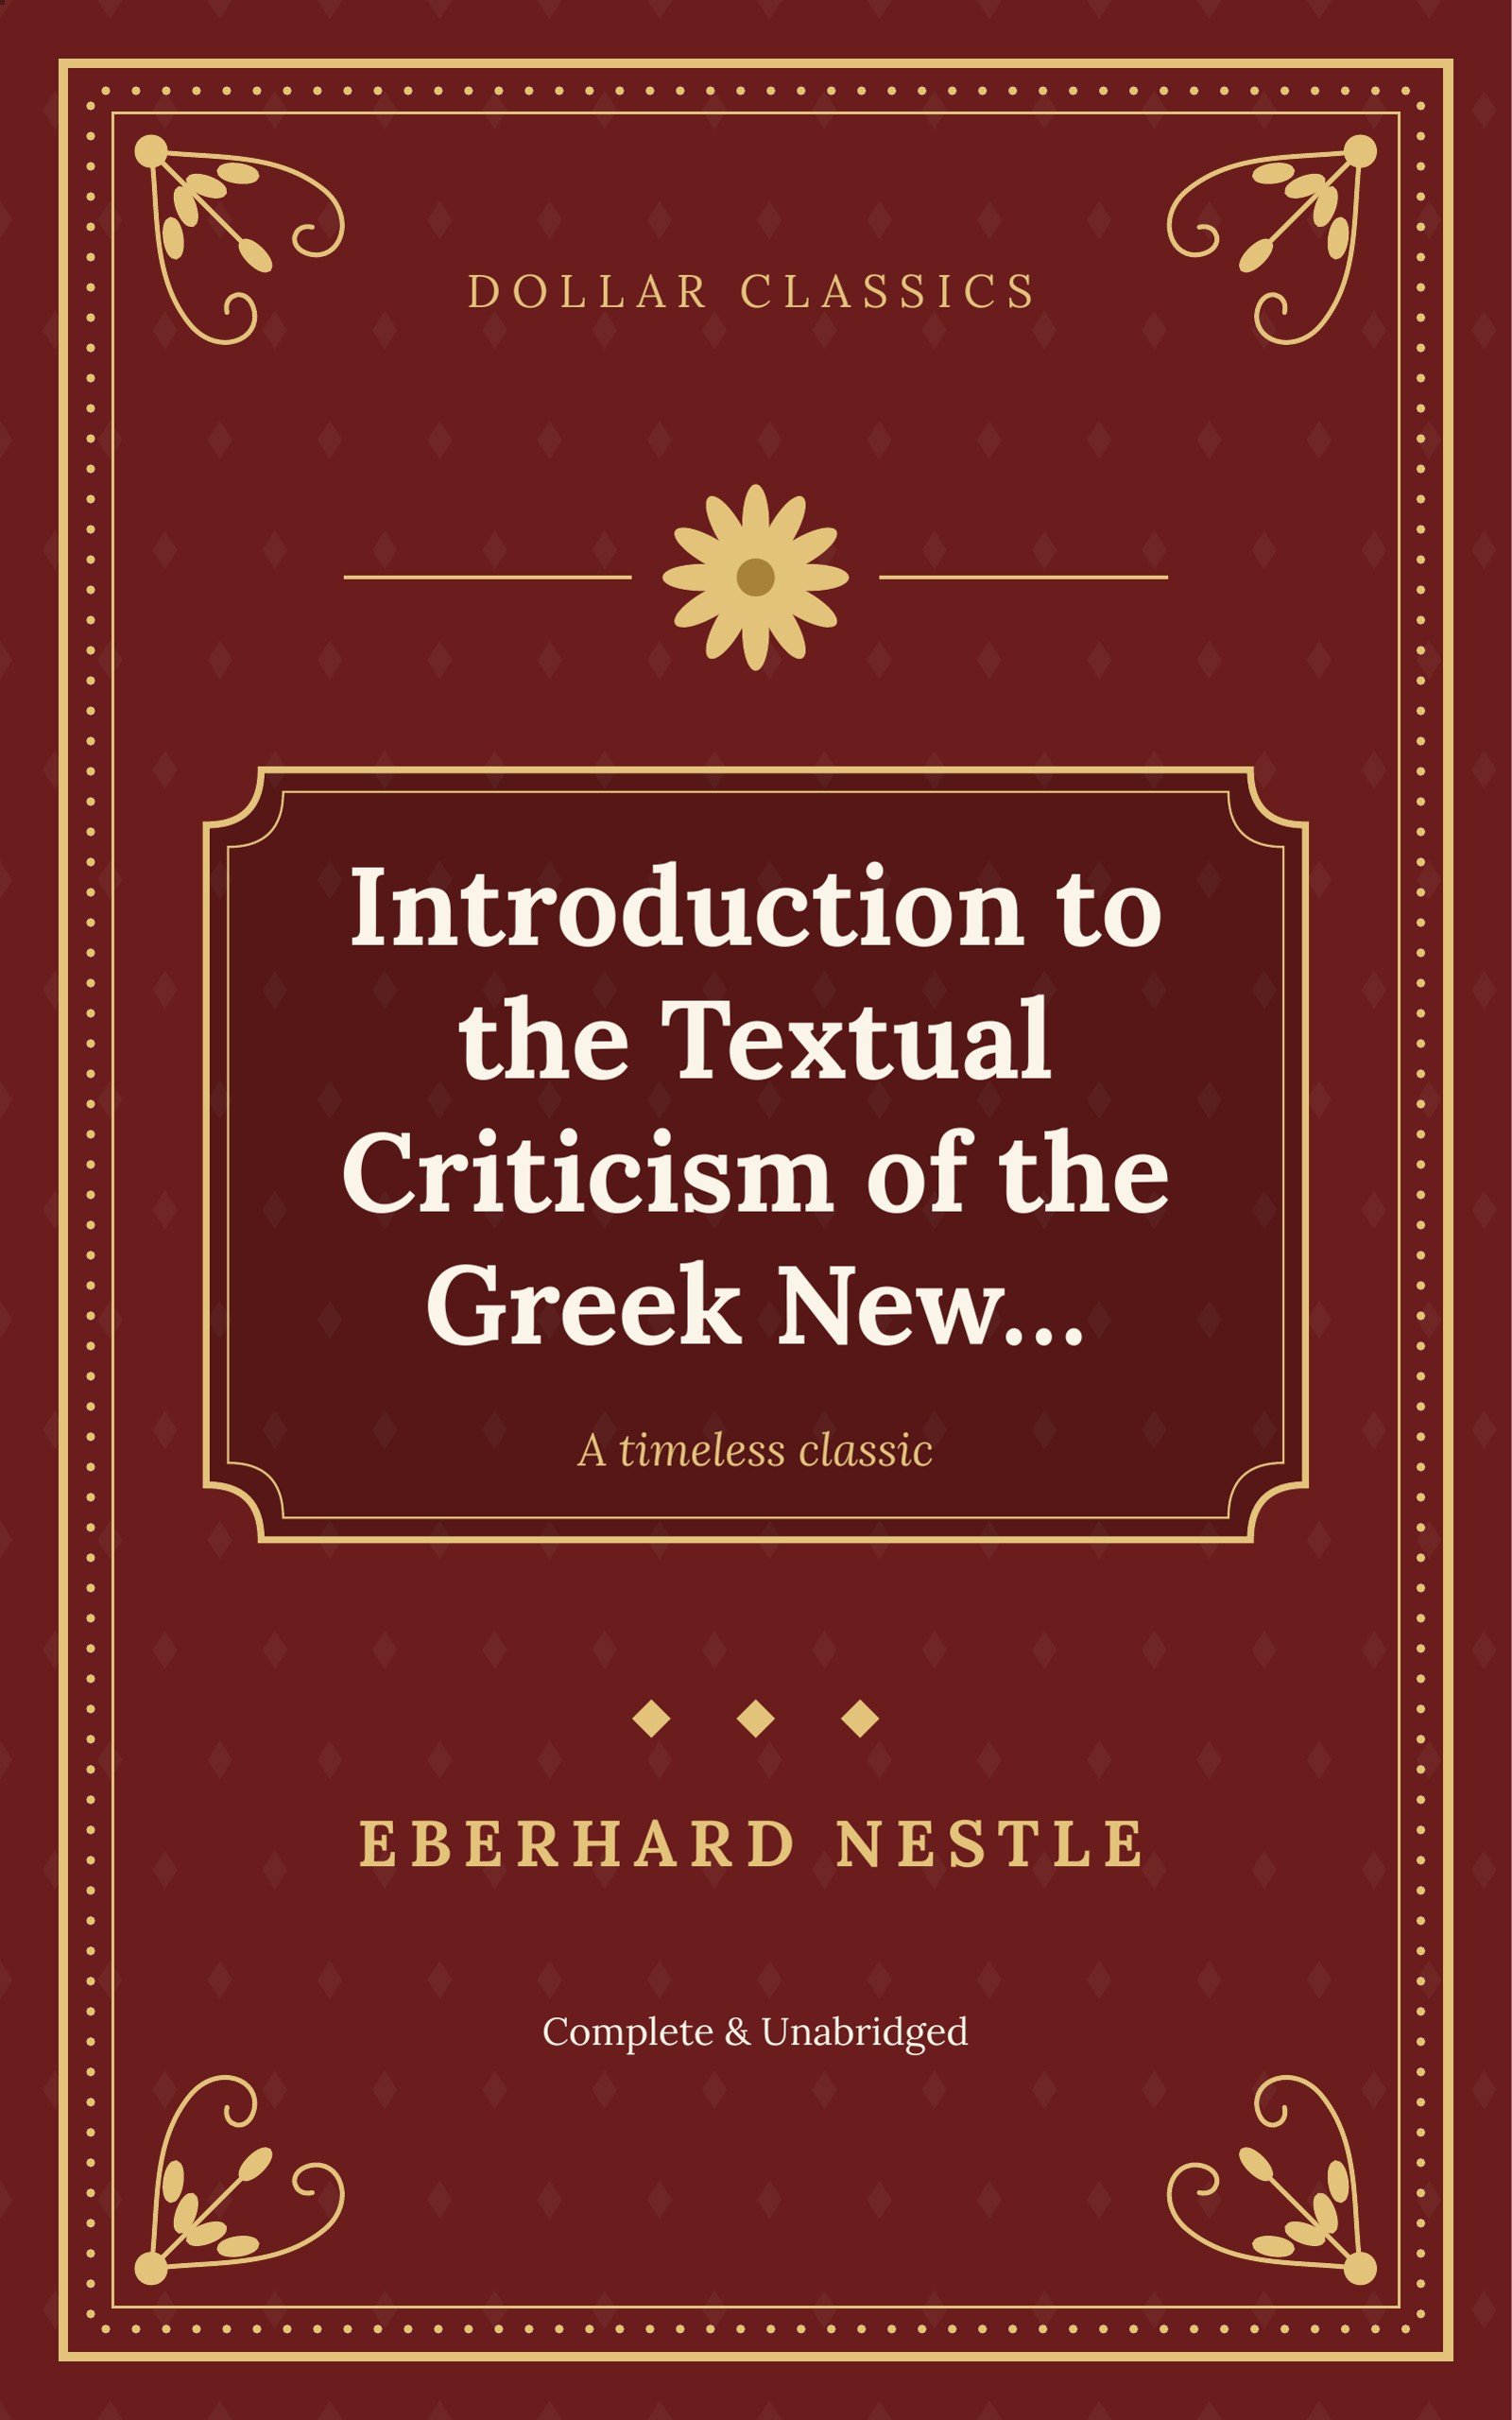 DOLLAR CLASSICS
Introduction to
the Textual
Criticism of the
Greek New...
A timeless classic
EBERHARD NESTLE
Complete & Unabridged